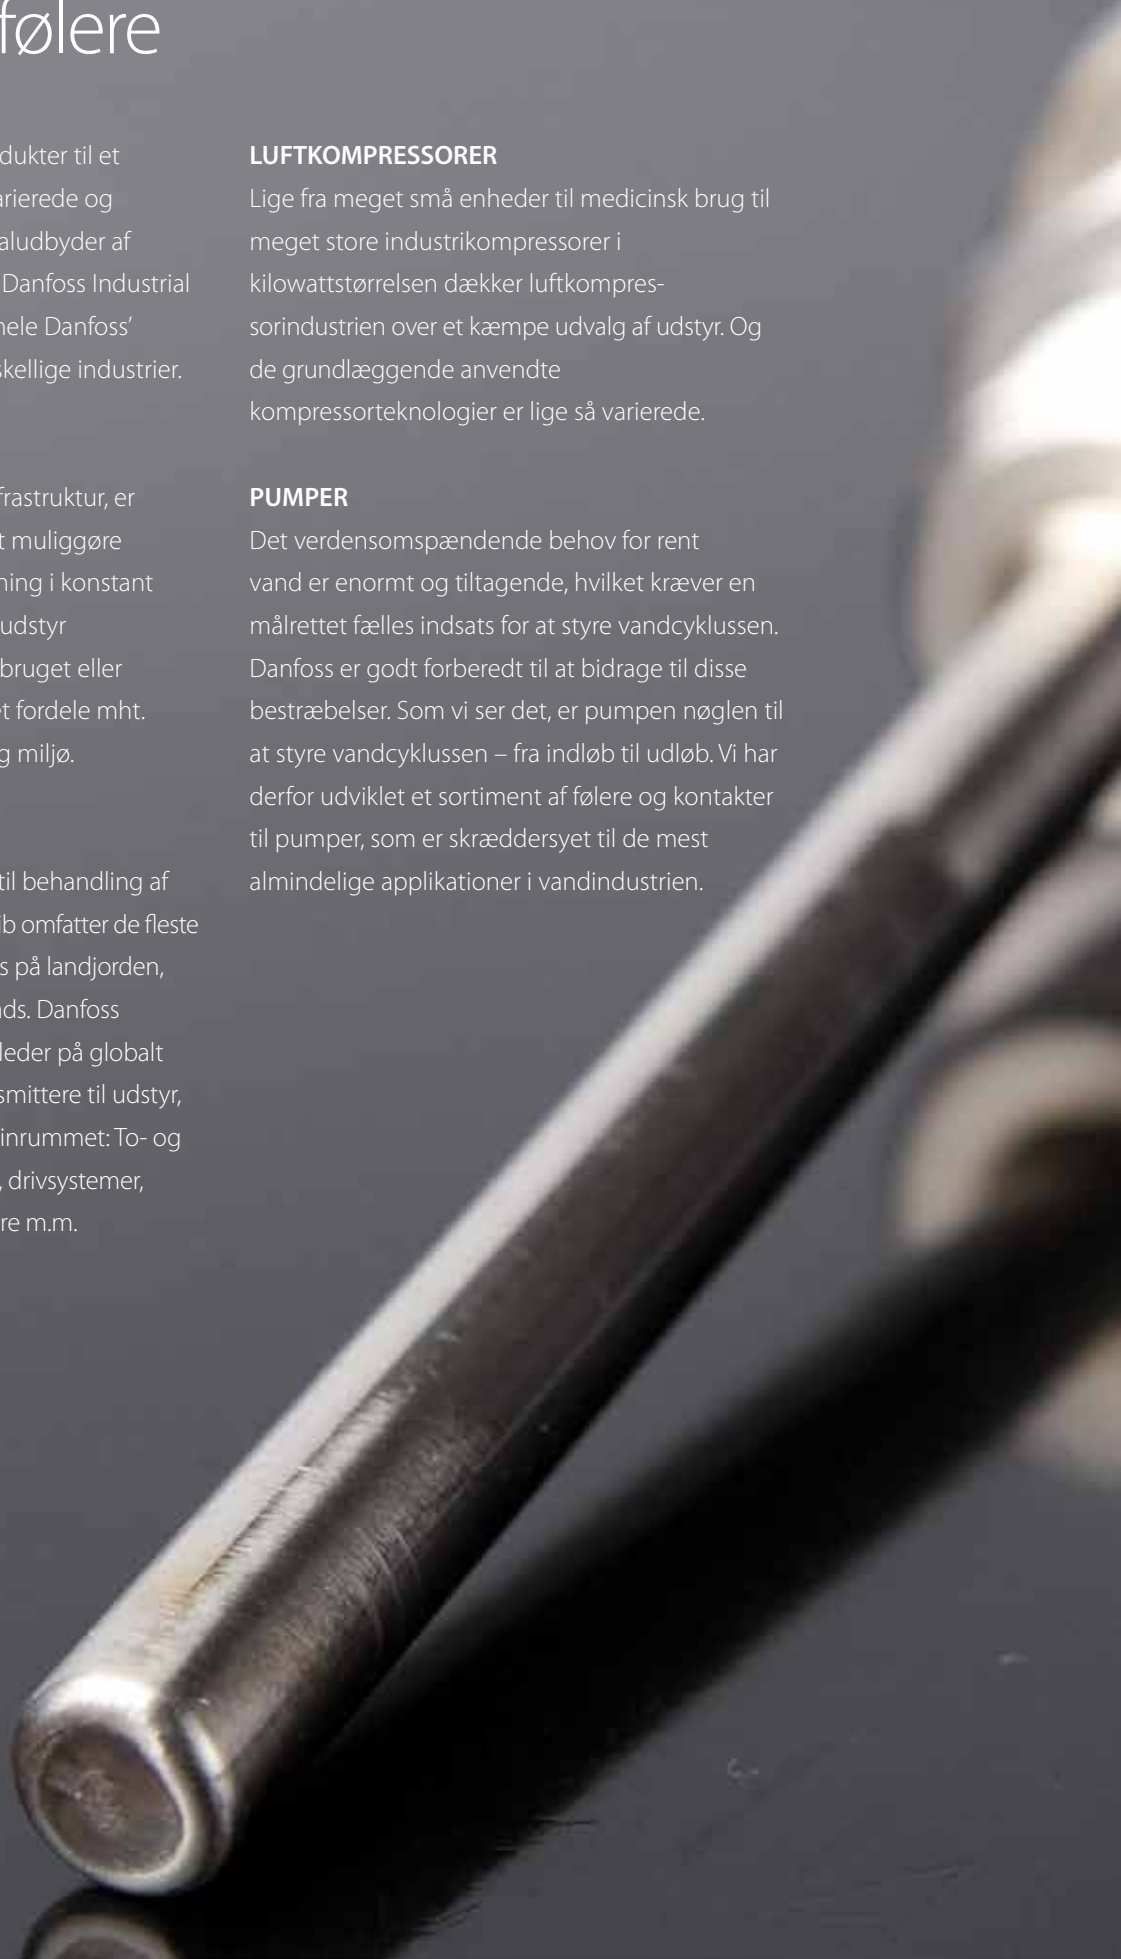 følere
dukter til et
arierede og
aludbyder af
Danfoss Industrial
hele Danfoss’
skellige industrier.
frastruktur, er
t muliggøre
ning i konstant
udstyr
bruget eller
et fordele mht.
g miljø.
til behandling af
ib omfatter de fleste
s på landjorden,
nds. Danfoss
leder på globalt
smittere til udstyr,
inrummet: To- og
, drivsystemer,
re m.m.
LUFTKOMPRESSORER
Lige fra meget små enheder til medicinsk brug til
meget store industrikompressorer i
kilowattstørrelsen dækker luftkompres-
sorindustrien over et kæmpe udvalg af udstyr. Og
de grundlæggende anvendte
kompressorteknologier er lige så varierede.
PUMPER
Det verdensomspændende behov for rent
vand er enormt og tiltagende, hvilket kræver en
målrettet fælles indsats for at styre vandcyklussen.
Danfoss er godt forberedt til at bidrage til disse
bestræbelser. Som vi ser det, er pumpen nøglen til
at styre vandcyklussen – fra indløb til udløb. Vi har
derfor udviklet et sortiment af følere og kontakter
til pumper, som er skræddersyet til de mest
almindelige applikationer i vandindustrien.